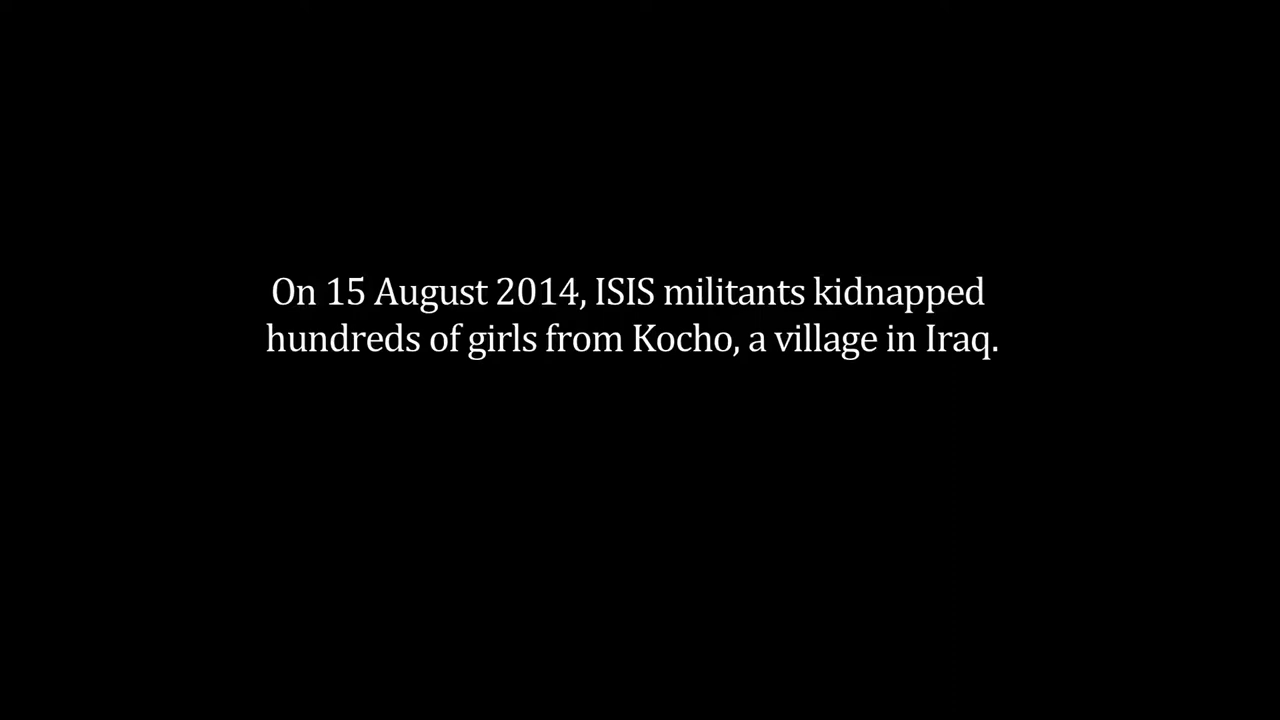 On 15 August 2014, ISIS militants kidnapped
hundreds of girls from Kocho, a village in Iraq.